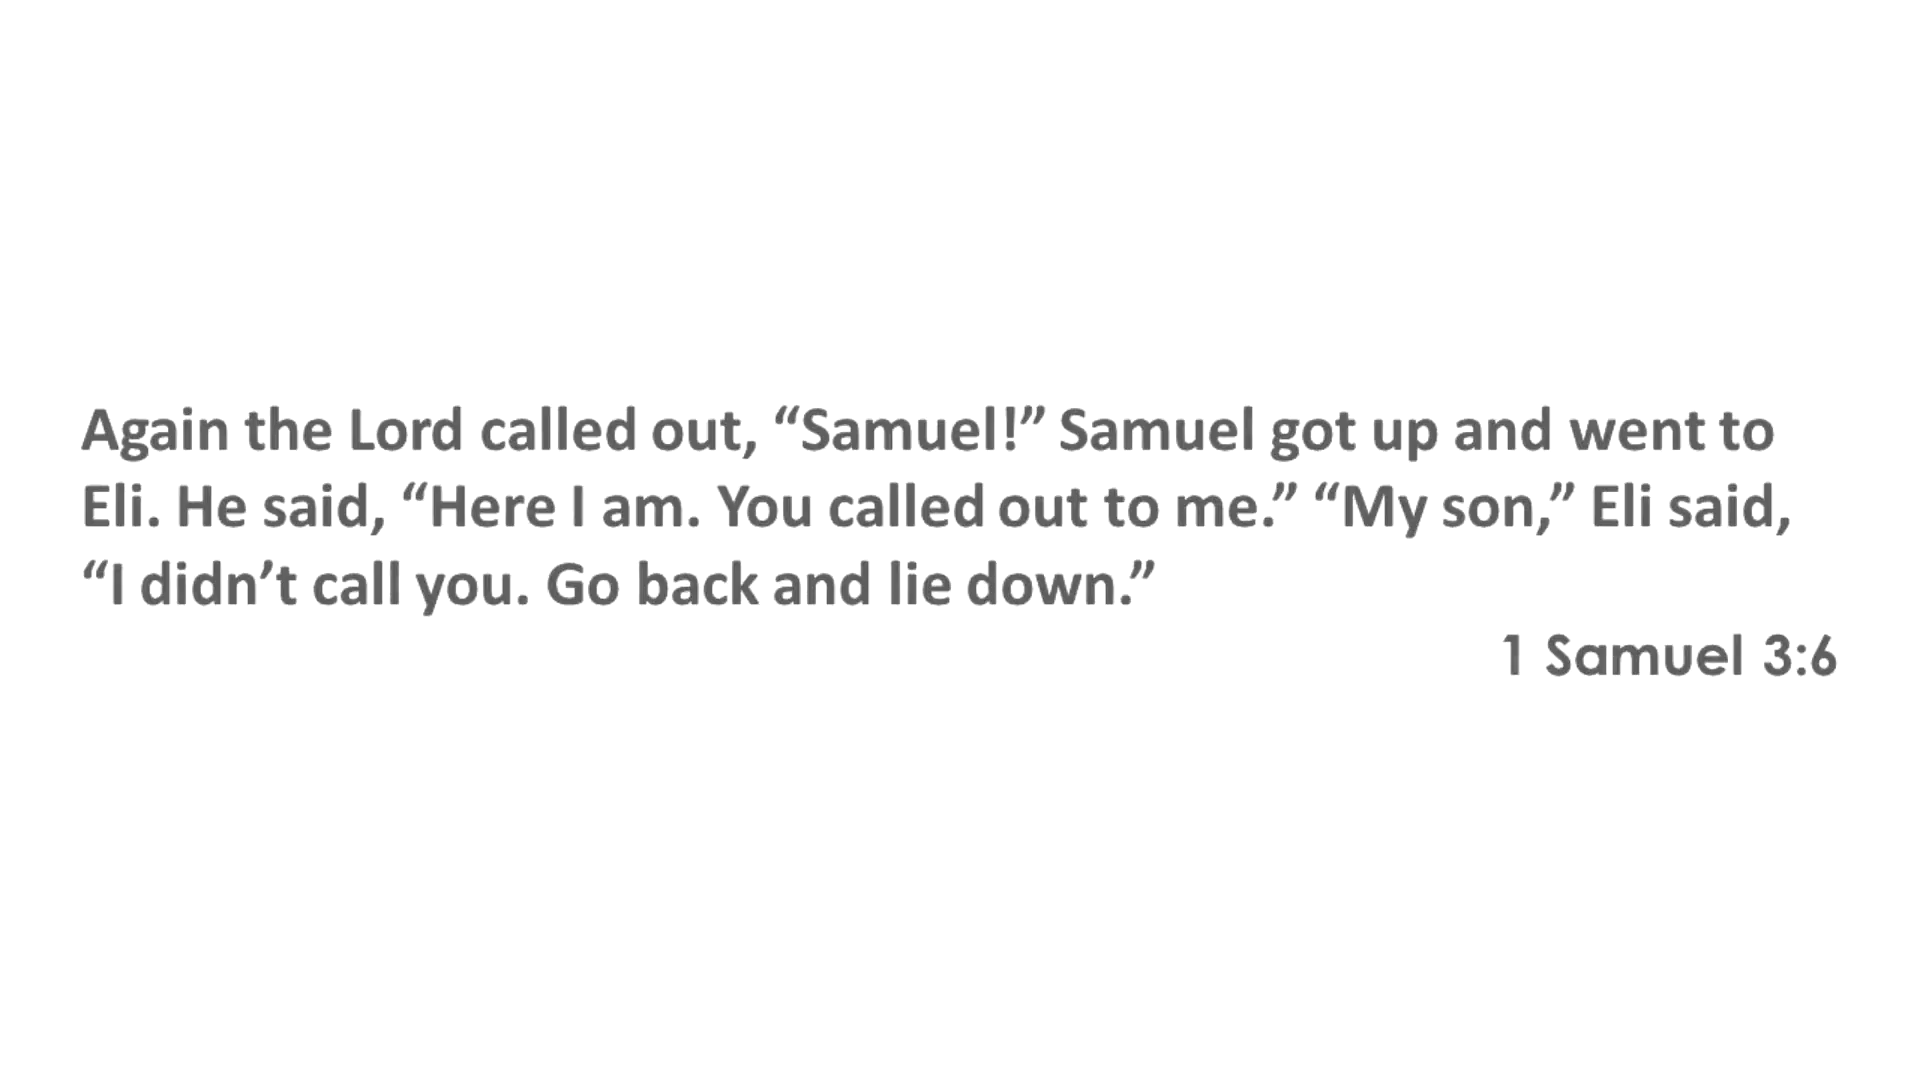 Again the Lord called out, “Samuel!” Samuel got up and went to
Eli. He said, “Here I am. You called out to me.” “My son,” Eli said,
“I didn’t call you. Go back and lie down.”
1 Samuel 3:6